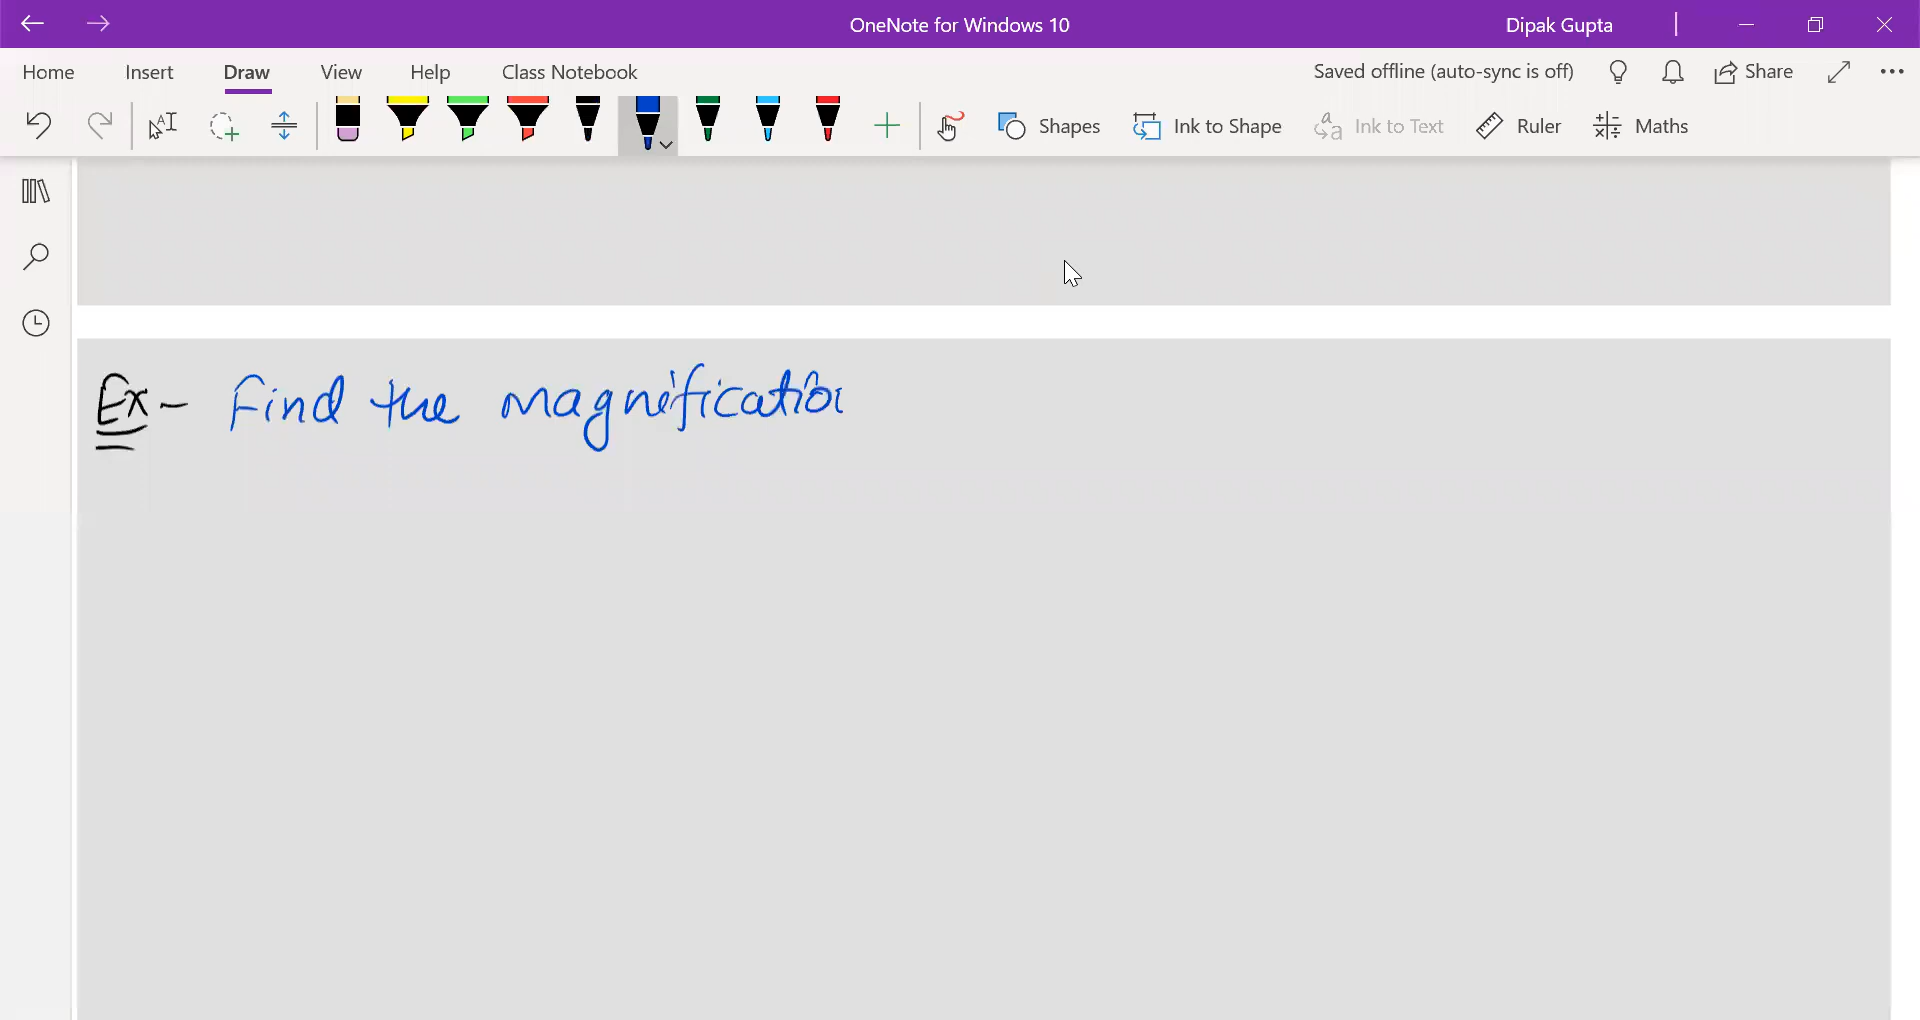 OneNote for Windows 10
Dipak Gupta
Home Insert Draw View Help Class Notebook
Saved offline (auto-sync is off) Share
Shapes Ink to Shape Ink to Text Ruler Maths
Ex- Find the magnification